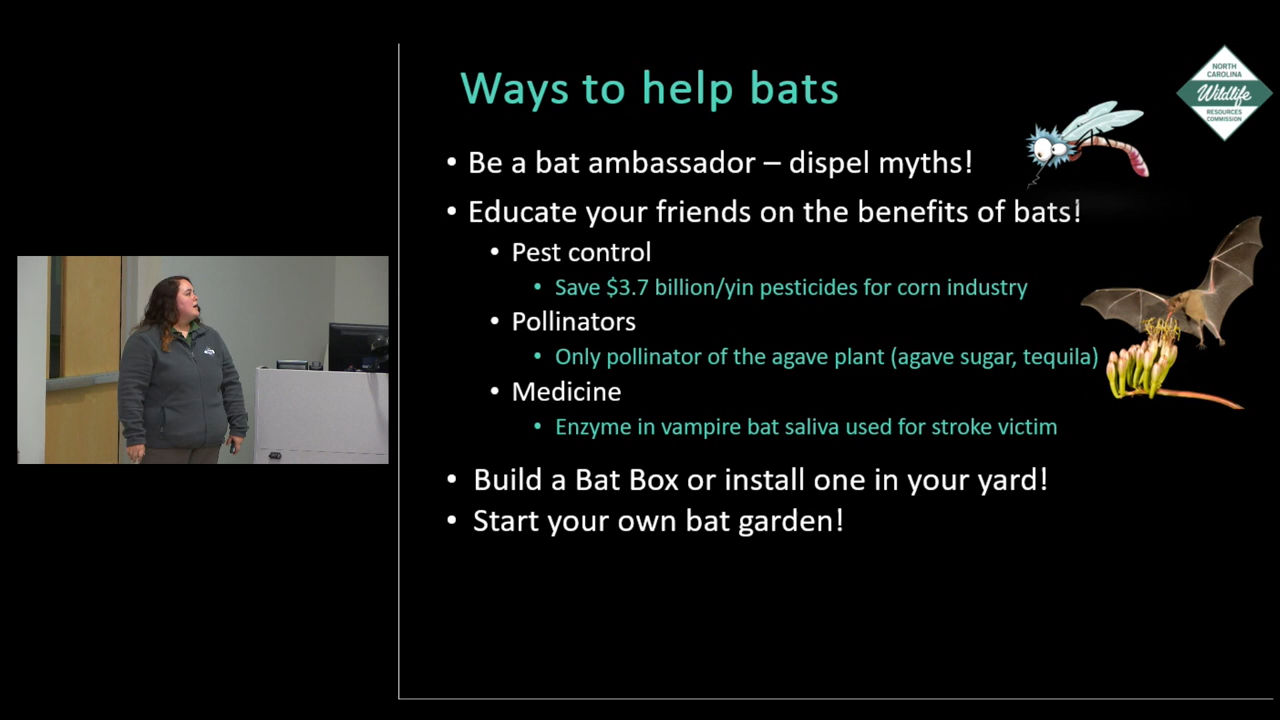 Ways to help bats
NORTH
CAROLINA
Wildlife
RESOURCES
COMMISSION
• Be a bat ambassador – dispel myths!
• Educate your friends on the benefits of bats!
• Pest control
• Save $3.7 billion/yin pesticides for corn industry
• Pollinators
• Only pollinator of the agave plant (agave sugar, tequila)
• Medicine
• Enzyme in vampire bat saliva used for stroke victim
• Build a Bat Box or install one in your yard!
• Start your own bat garden!